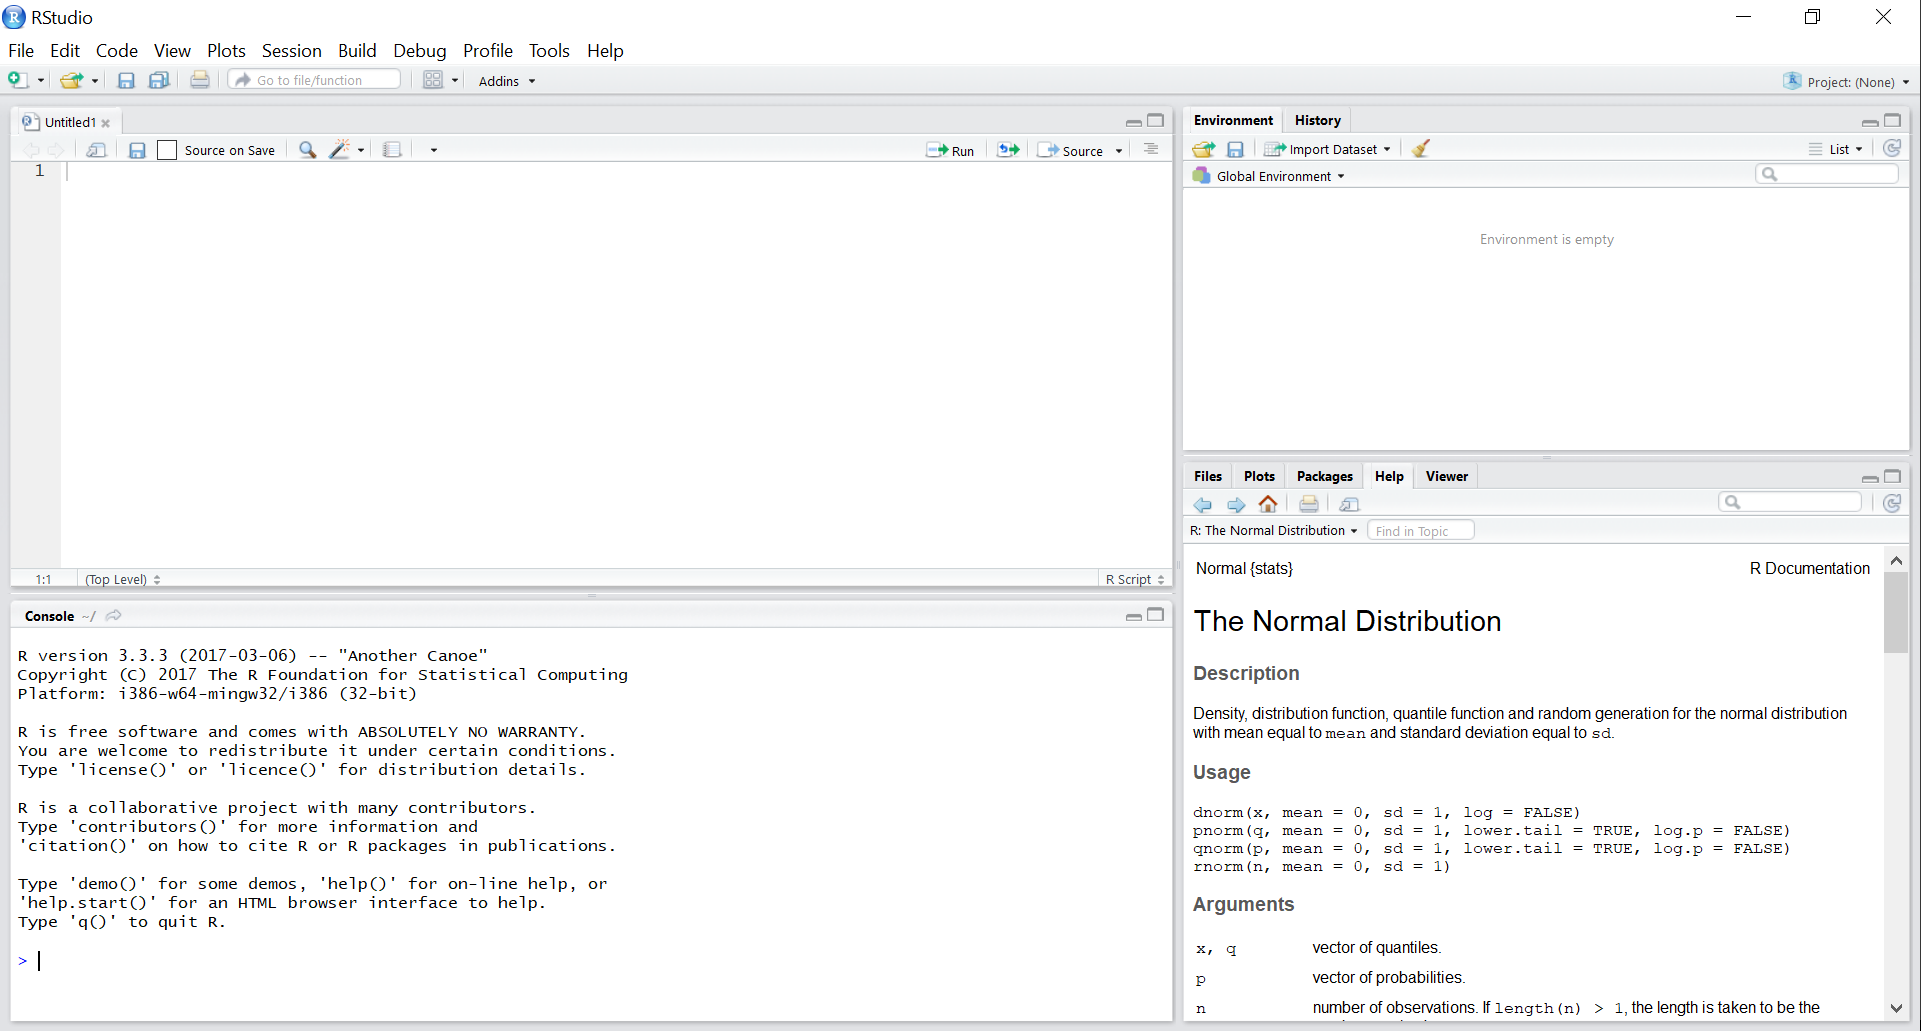 RStudio
File Edit Code View Plots Session Build Debug Profile Tools Help
Go to file/function Addins Project: (None)
Untitled1
Source on Save Run Source
1
1:1 (Top Level) R Script
Console ~/
R version 3.3.3 (2017-03-06) -- "Another Canoe"
Copyright (C) 2017 The R Foundation for Statistical Computing
Platform: i386-w64-mingw32/i386 (32-bit)
R is free software and comes with ABSOLUTELY NO WARRANTY.
You are welcome to redistribute it under certain conditions.
Type 'license()' or 'licence()' for distribution details.
R is a collaborative project with many contributors.
Type 'contributors()' for more information and
'citation()' on how to cite R or R packages in publications.
Type 'demo()' for some demos, 'help()' for on-line help, or
'help.start()' for an HTML browser interface to help.
Type 'q()' to quit R.
>
Environment History
Import Dataset List
Global Environment
Environment is empty
Files Plots Packages Help Viewer
R: The Normal Distribution Find in Topic
Normal {stats} R Documentation
The Normal Distribution
Description
Density, distribution function, quantile function and random generation for the normal distribution
with mean equal to mean and standard deviation equal to sd.
Usage
dnorm(x, mean = 0, sd = 1, log = FALSE)
pnorm(q, mean = 0, sd = 1, lower.tail = TRUE, log.p = FALSE)
qnorm(p, mean = 0, sd = 1, lower.tail = TRUE, log.p = FALSE)
rnorm(n, mean = 0, sd = 1)
Arguments
x, q vector of quantiles.
p vector of probabilities.
n number of observations. If length(n) > 1, the length is taken to be the